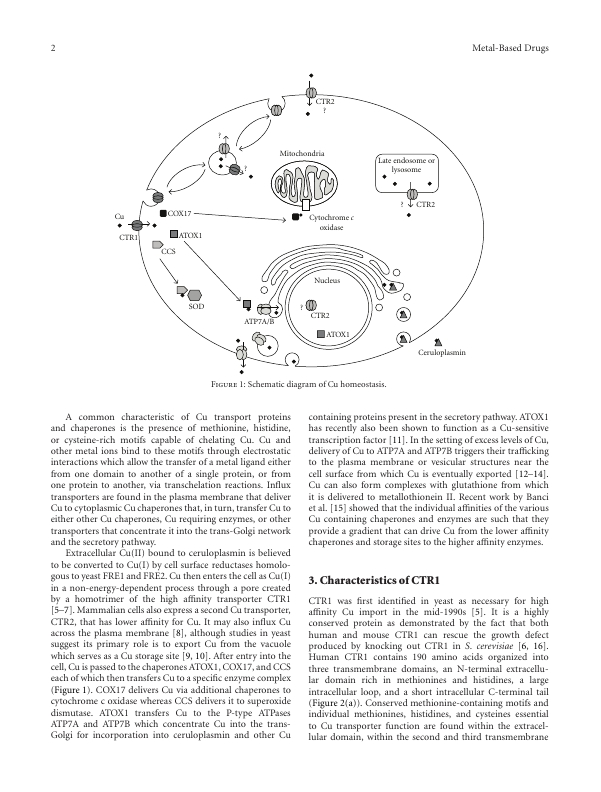 2
Metal-Based Drugs
CTR2
?
?
?
Mitochondria
Late endosome or
lysosome
?
CTR2
Cu
COX17
CTR1
ATOX1
CCS
Cytochrome c
oxidase
SOD
Nucleus
?
CTR2
ATP7A/B
ATOX1
Ceruloplasmin
Figure 1: Schematic diagram of Cu homeostasis.
A common characteristic of Cu transport proteins
and chaperones is the presence of methionine, histidine,
or cysteine-rich motifs capable of chelating Cu. Cu and
other metal ions bind to these motifs through electrostatic
interactions which allow the transfer of a metal ligand either
from one domain to another of a single protein, or from
one protein to another, via transchelation reactions. Influx
transporters are found in the plasma membrane that deliver
Cu to cytoplasmic Cu chaperones that, in turn, transfer Cu to
either other Cu chaperones, Cu requiring enzymes, or other
transporters that concentrate it into the trans-Golgi network
and the secretory pathway.
Extracellular Cu(II) bound to ceruloplasmin is believed
to be converted to Cu(I) by cell surface reductases homolo-
gous to yeast FRE1 and FRE2. Cu then enters the cell as Cu(I)
in a non-energy-dependent process through a pore created
by a homotrimer of the high affinity transporter CTR1
[5–7]. Mammalian cells also express a second Cu transporter,
CTR2, that has lower affinity for Cu. It may also influx Cu
across the plasma membrane [8], although studies in yeast
suggest its primary role is to export Cu from the vacuole
which serves as a Cu storage site [9, 10]. After entry into the
cell, Cu is passed to the chaperones ATOX1, COX17, and CCS
each of which then transfers Cu to a specific enzyme complex
(Figure 1). COX17 delivers Cu via additional chaperones to
cytochrome c oxidase whereas CCS delivers it to superoxide
dismutase. ATOX1 transfers Cu to the P-type ATPases
ATP7A and ATP7B which concentrate Cu into the trans-
Golgi for incorporation into ceruloplasmin and other Cu
containing proteins present in the secretory pathway. ATOX1
has recently also been shown to function as a Cu-sensitive
transcription factor [11]. In the setting of excess levels of Cu,
delivery of Cu to ATP7A and ATP7B triggers their trafficking
to the plasma membrane or vesicular structures near the
cell surface from which Cu is eventually exported [12–14].
Cu can also form complexes with glutathione from which
it is delivered to metallothionein II. Recent work by Banci
et al. [15] showed that the individual affinities of the various
Cu containing chaperones and enzymes are such that they
provide a gradient that can drive Cu from the lower affinity
chaperones and storage sites to the higher affinity enzymes.
3. Characteristics of CTR1
CTR1 was first identified in yeast as necessary for high
affinity Cu import in the mid-1990s [5]. It is a highly
conserved protein as demonstrated by the fact that both
human and mouse CTR1 can rescue the growth defect
produced by knocking out CTR1 in S. cerevisiae [6, 16].
Human CTR1 contains 190 amino acids organized into
three transmembrane domains, an N-terminal extracellu-
lar domain rich in methionines and histidines, a large
intracellular loop, and a short intracellular C-terminal tail
(Figure 2(a)). Conserved methionine-containing motifs and
individual methionines, histidines, and cysteines essential
to Cu transporter function are found within the extracel-
lular domain, within the second and third transmembrane